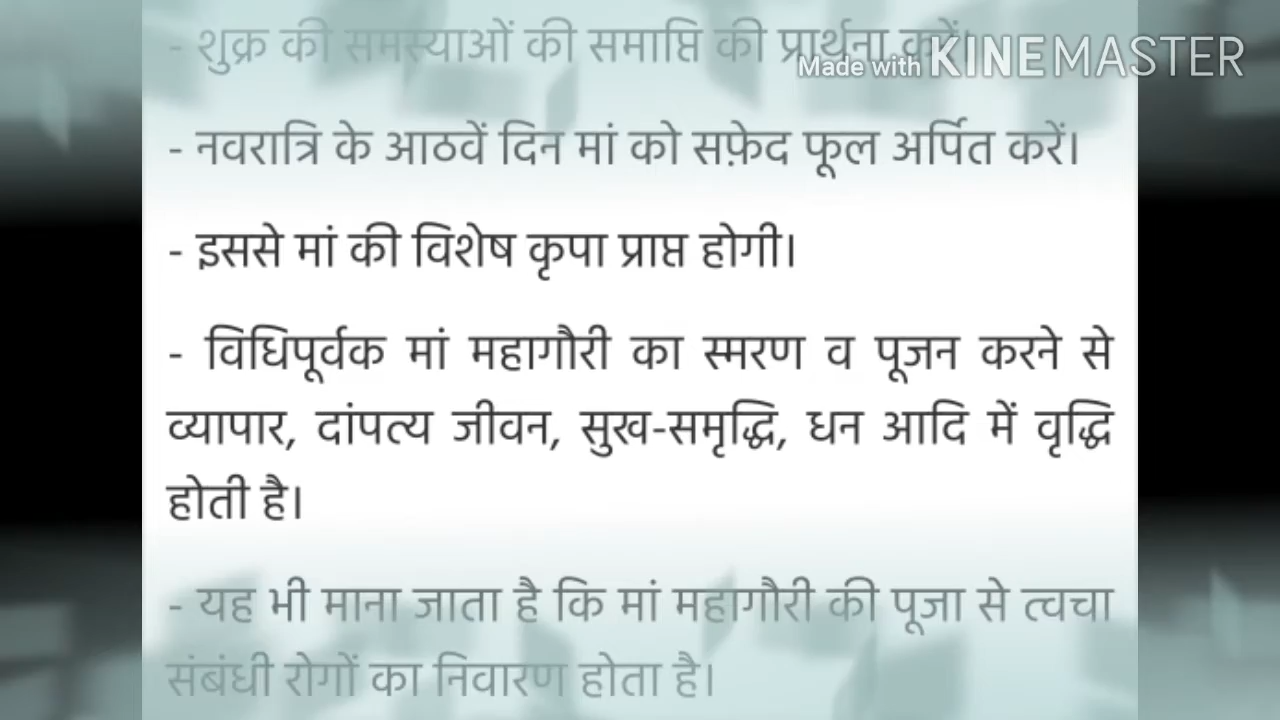 - शुक्र की समस्याओं की समाप्ति की प्रार्थना करें।
Made with KINEMASTER
- नवरात्रि के आठवें दिन मां को सफ़ेद फूल अर्पित करें।
- इससे मां की विशेष कृपा प्राप्त होगी।
- विधिपूर्वक मां महागौरी का स्मरण व पूजन करने से
व्यापार, दांपत्य जीवन, सुख-समृद्धि, धन आदि में वृद्धि
होती है।
- यह भी माना जाता है कि मां महागौरी की पूजा से त्वचा
संबंधी रोगों का निवारण होता है।